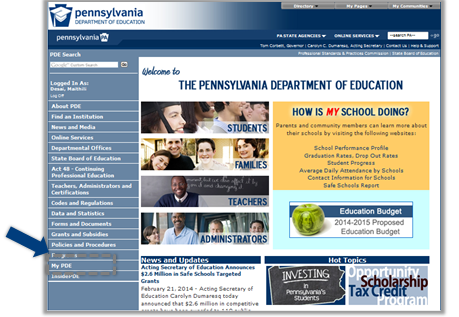 pennsylvania
DEPARTMENT OF EDUCATION
Directory
My Pages
My Communities
pennsylvania PA
PA STATE AGENCIES
ONLINE SERVICES
Search PA
go
Tom Corbett, Governor | Carolyn C. Dumaresq, Acting Secretary | Contact Us | Help & Support
Professional Standards & Practices Commission | State Board of Education
PDE Search
Google Custom Search
Logged In As:
Desai, Maithili
Log Off
About PDE
Find an Institution
News and Media
Online Services
Departmental Offices
State Board of Education
Act 48 - Continuing
Professional Education
Teachers, Administrators and
Certifications
Codes and Regulations
Data and Statistics
Forms and Documents
Grants and Subsidies
Policies and Procedures
My PDE
Welcome to
THE PENNSYLVANIA DEPARTMENT OF EDUCATION
STUDENTS
FAMILIES
TEACHERS
ADMINISTRATORS
HOW IS MY SCHOOL DOING?
Parents and community members can learn more about
their schools by visiting the following websites:
School Performance Profile
Graduation Rates, Drop Out Rates
Student Progress
Average Daily Attendance by Schools
Contact Information for Schools
Safe Schools Report
Education Budget
2014-2015 Proposed
Education Budget
News and Updates
Acting Secretary of Education Announces
$2.6 Million in Safe Schools Targeted
Grants
February 21, 2014 - Acting Secretary
of Education Carolyn Dumaresq today
announced that $2.6 million in competitive
Hot Topics
INVESTING
in Pennsylvania's
Students
Opportunity
Scholarship
Tax Credit
Program